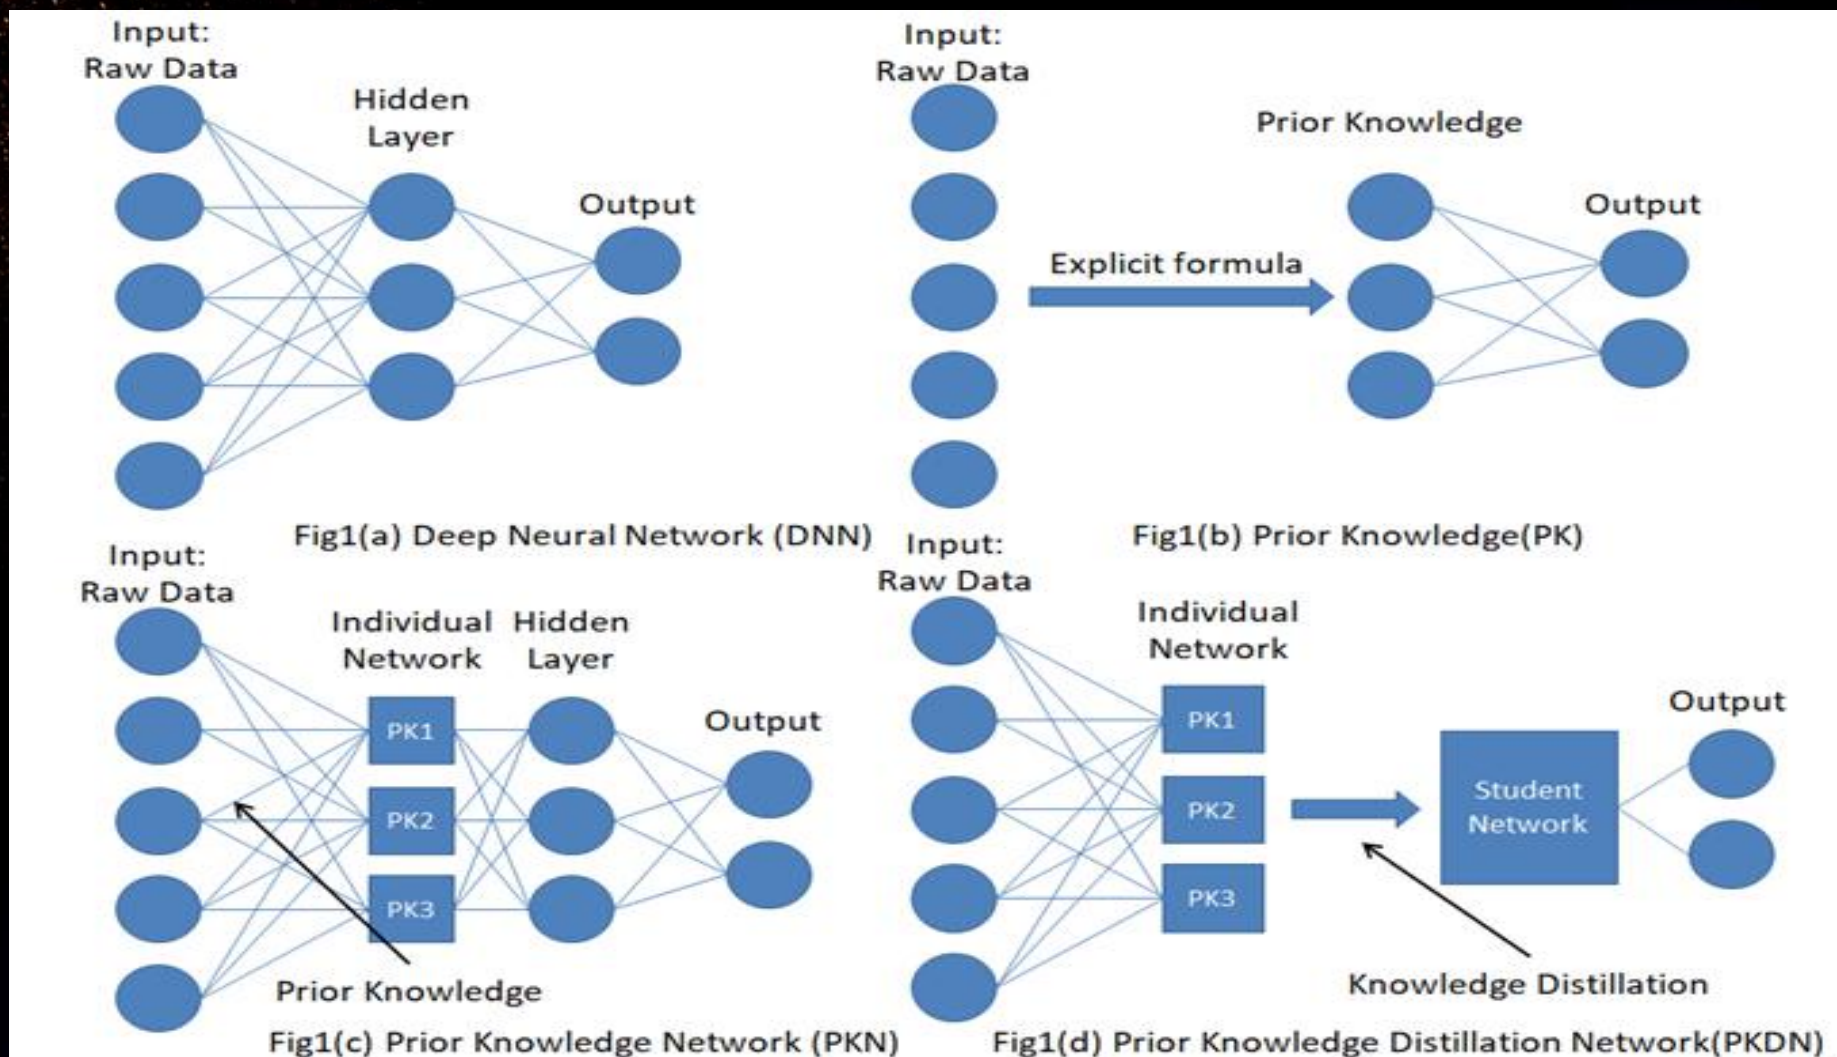 Input:
Raw Data
Hidden
Layer
Output
Fig1(a) Deep Neural Network (DNN)
Input:
Raw Data
Prior Knowledge
Output
Explicit formula
Fig1(b) Prior Knowledge(PK)
Input:
Raw Data
Individual
Network
Hidden
Layer
PK1
PK2
PK3
Output
Prior Knowledge
Fig1(c) Prior Knowledge Network (PKN)
Input:
Raw Data
Individual
Network
PK1
PK2
PK3
Student
Network
Output
Knowledge Distillation
Fig1(d) Prior Knowledge Distillation Network(PKDN)